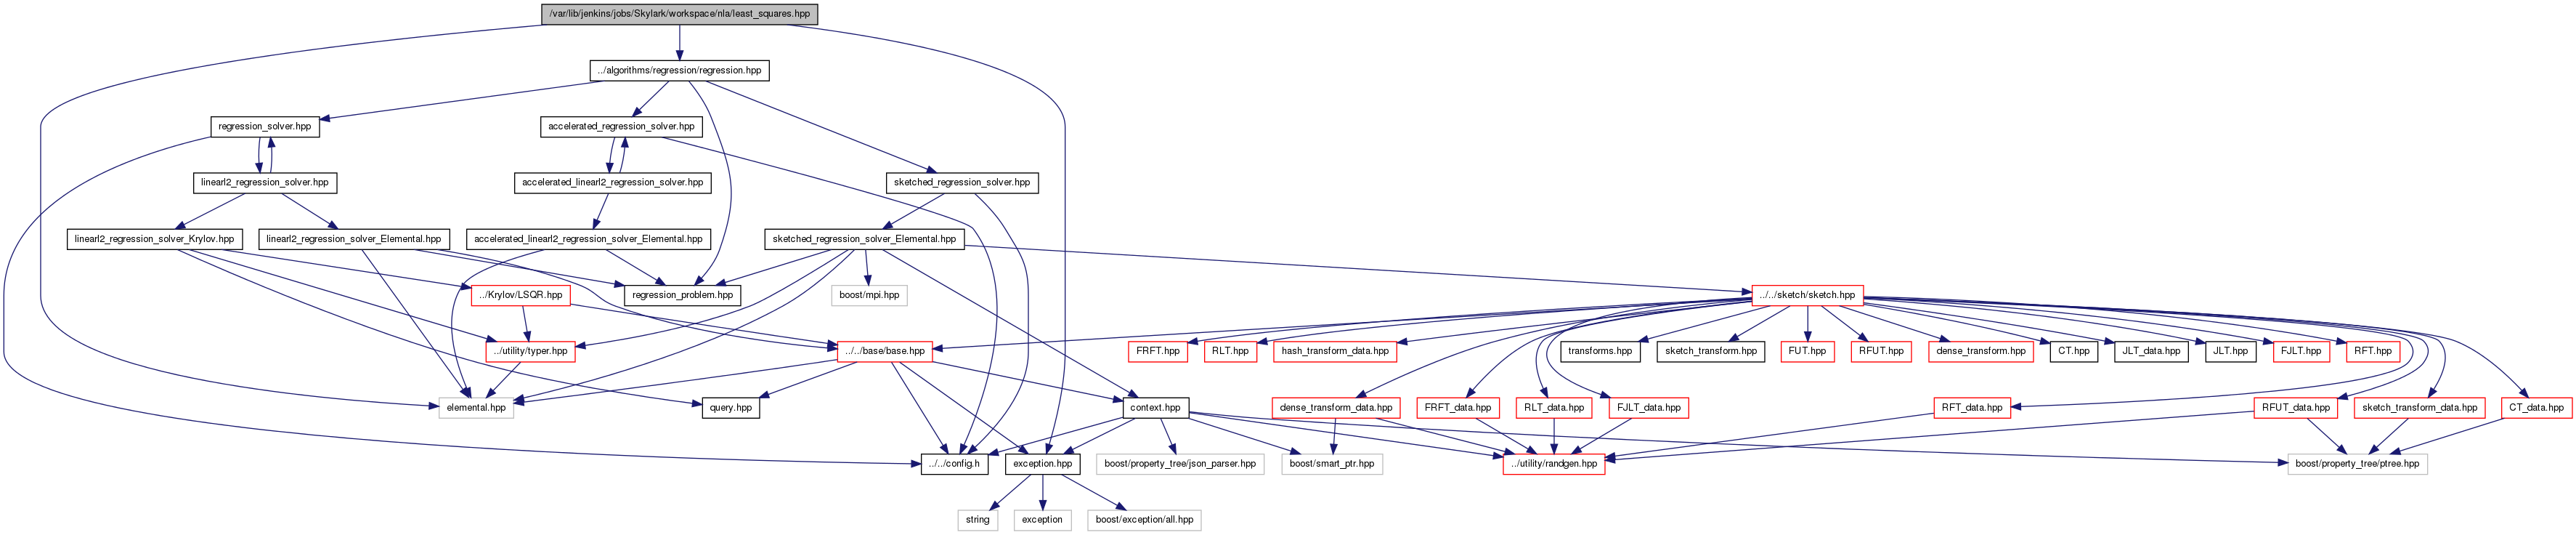 /var/lib/jenkins/jobs/Skylark/workspace/nla/least_squares.hpp
../algorithms/regression/regression.hpp
regression_solver.hpp
accelerated_regression_solver.hpp
linearl2_regression_solver.hpp
accelerated_linearl2_regression_solver.hpp
sketched_regression_solver.hpp
linearl2_regression_solver_Krylov.hpp
linearl2_regression_solver_Elemental.hpp
accelerated_linearl2_regression_solver_Elemental.hpp
sketched_regression_solver_Elemental.hpp
../Krylov/LSQR.hpp
regression_problem.hpp
boost/mpi.hpp
../../sketch/sketch.hpp
../utility/typer.hpp
../../base/base.hpp
FRFT.hpp
RLT.hpp
hash_transform_data.hpp
transforms.hpp
sketch_transform.hpp
FUT.hpp
RFUT.hpp
dense_transform.hpp
CT.hpp
JLT_data.hpp
JLT.hpp
FJLT.hpp
RFT.hpp
elemental.hpp
query.hpp
context.hpp
dense_transform_data.hpp
FRFT_data.hpp
RLT_data.hpp
FJLT_data.hpp
RFT_data.hpp
RFUT_data.hpp
sketch_transform_data.hpp
CT_data.hpp
../../config.h
exception.hpp
boost/property_tree/json_parser.hpp
boost/smart_ptr.hpp
../utility/randgen.hpp
boost/property_tree/ptree.hpp
string
exception
boost/exception/all.hpp